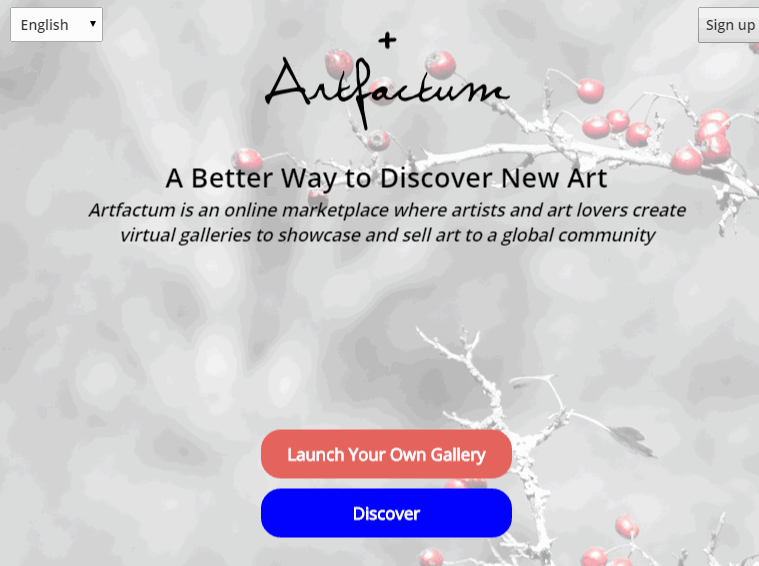 English
Sign up
Artfactum
A Better Way to Discover New Art
Artfactum is an online marketplace where artists and art lovers create
virtual galleries to showcase and sell art to a global community
Launch Your Own Gallery
Discover